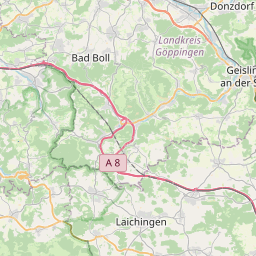 Donzdorf
Landkreis
Göppingen
Bad Boll
Geislin
an der S
A 8
Laichingen